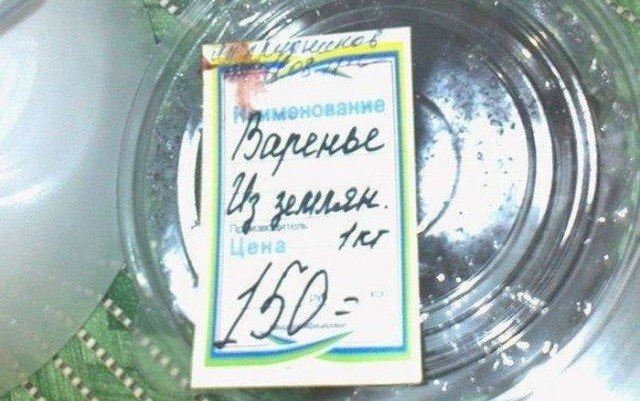 Наименование
Варенье
Из землян.
Производитель
Цена 1кг
150=